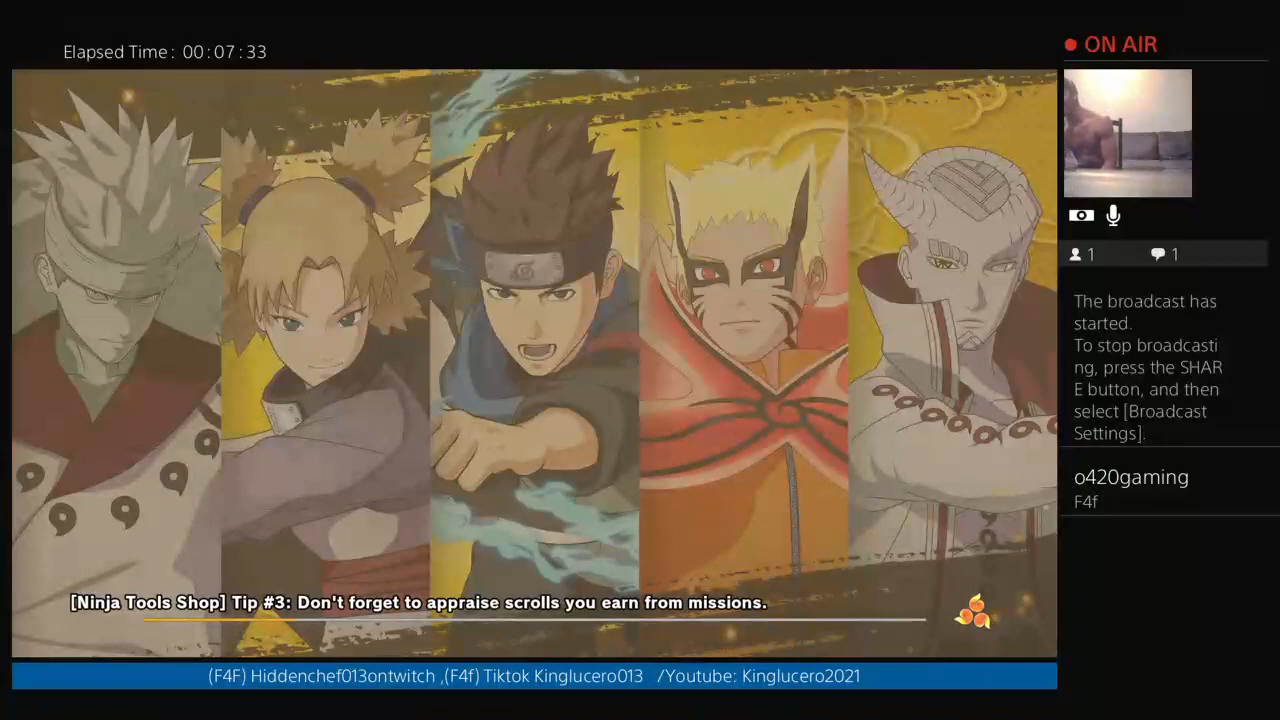 Elapsed Time: 00:07:33
ON AIR
1
1
The broadcast has
started.
To stop broadcasti
ng, press the SHAR
E button, and then
select [Broadcast
Settings].
o420gaming
F4f
[Ninja Tools Shop] Tip #3: Don't forget to appraise scrolls you earn from missions.
(F4F) Hiddenchef013ontwitch ,(F4f) Tiktok Kinglucero013 /Youtube: Kinglucero2021